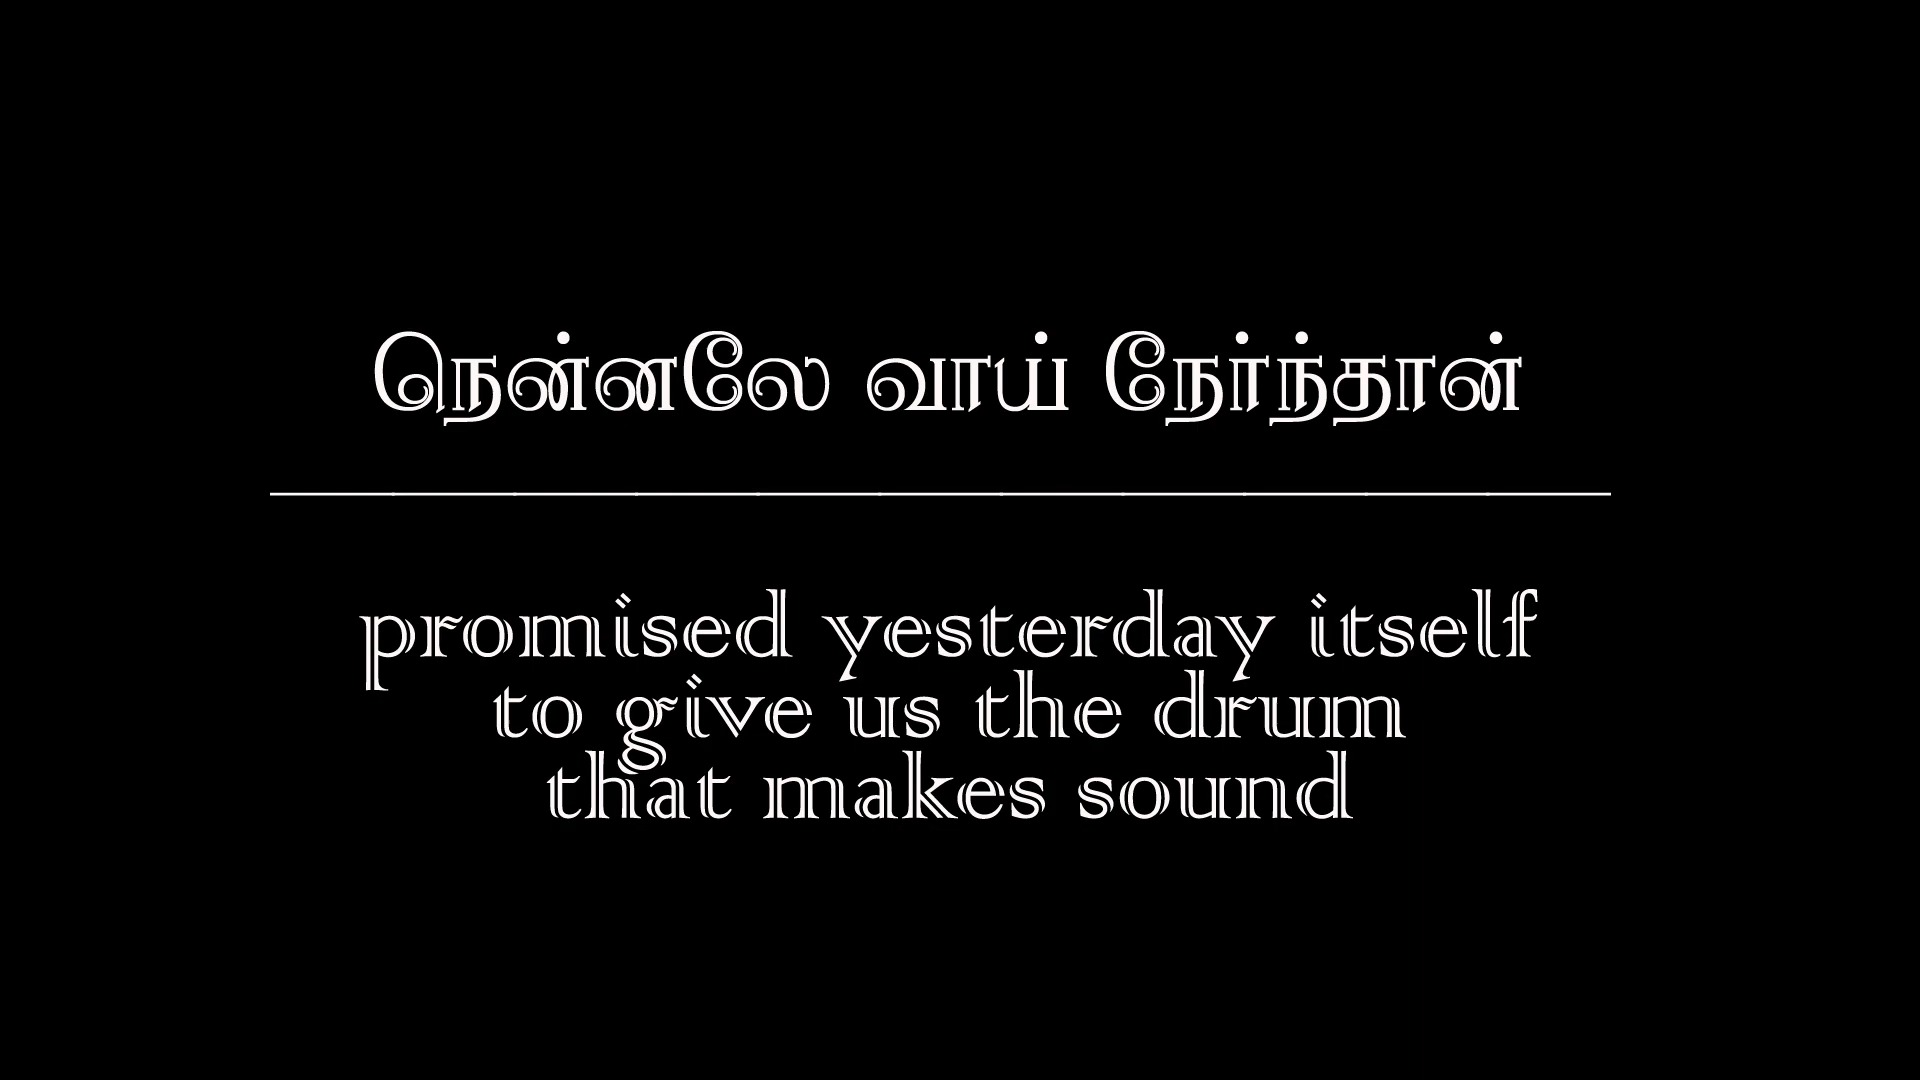 நென்னலே வாய் நேர்ந்தான்
promised yesterday itself
to give us the drum
that makes sound